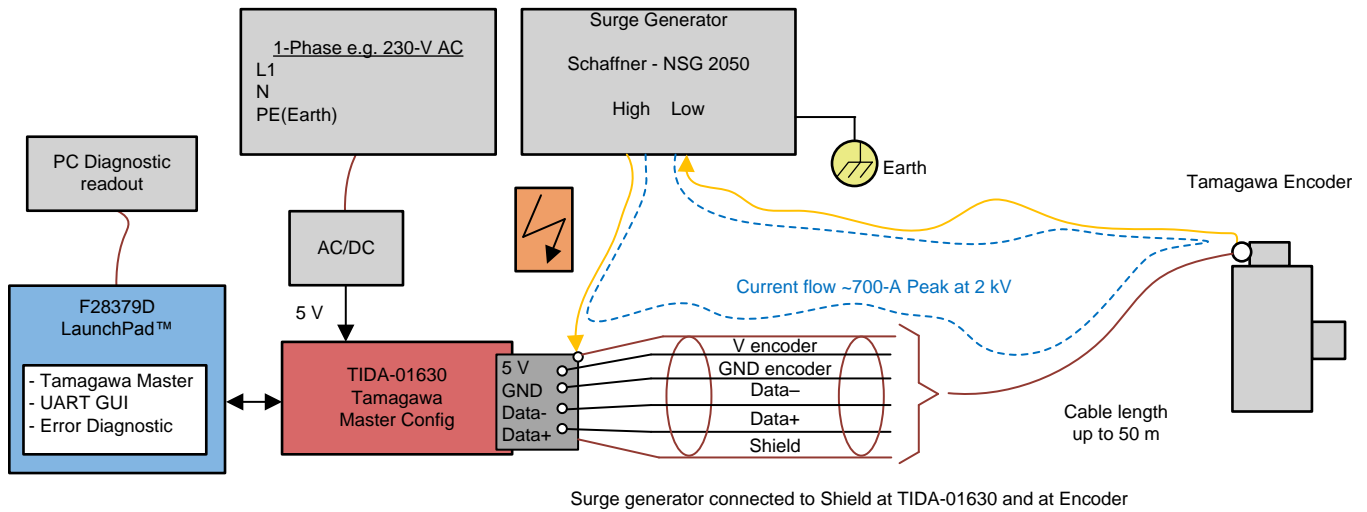 1-Phase e.g. 230-V AC
L1
N
PE(Earth)
Surge Generator
Schaffner - NSG 2050
High Low
Earth
PC Diagnostic
readout
AC/DC
5 V
Tamagawa Encoder
Current flow ~700-A Peak at 2 kV
F28379D
LaunchPad™
- Tamagawa Master
- UART GUI
- Error Diagnostic
TIDA-01630
Tamagawa
Master Config
5 V
GND
Data-
Data+
V encoder
GND encoder
Data–
Data+
Shield
Cable length
up to 50 m
Surge generator connected to Shield at TIDA-01630 and at Encoder